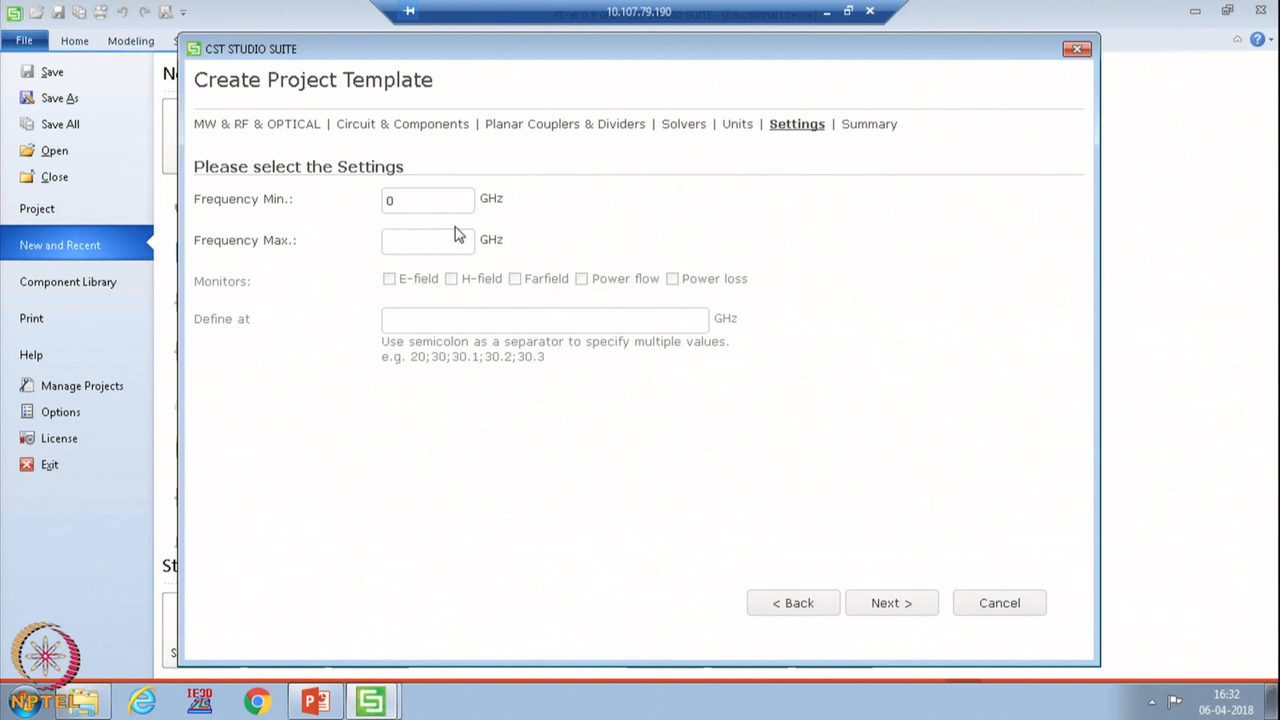 10.107.79.190
File
Home
Modeling
Save
Save As
Save All
Open
Close
Project
New and Recent
Component Library
Print
Help
Manage Projects
Options
License
Exit
CST STUDIO SUITE
Create Project Template
MW & RF & OPTICAL | Circuit & Components | Planar Couplers & Dividers | Solvers | Units | Settings | Summary
Please select the Settings
Frequency Min.: 0 GHz
Frequency Max.: GHz
Monitors: E-field H-field Farfield Power flow Power loss
Define at GHz
Use semicolon as a separator to specify multiple values.
e.g. 20;30;30.1;30.2;30.3
< Back Next > Cancel
NPTEL
IE3D
16:32
06-04-2018